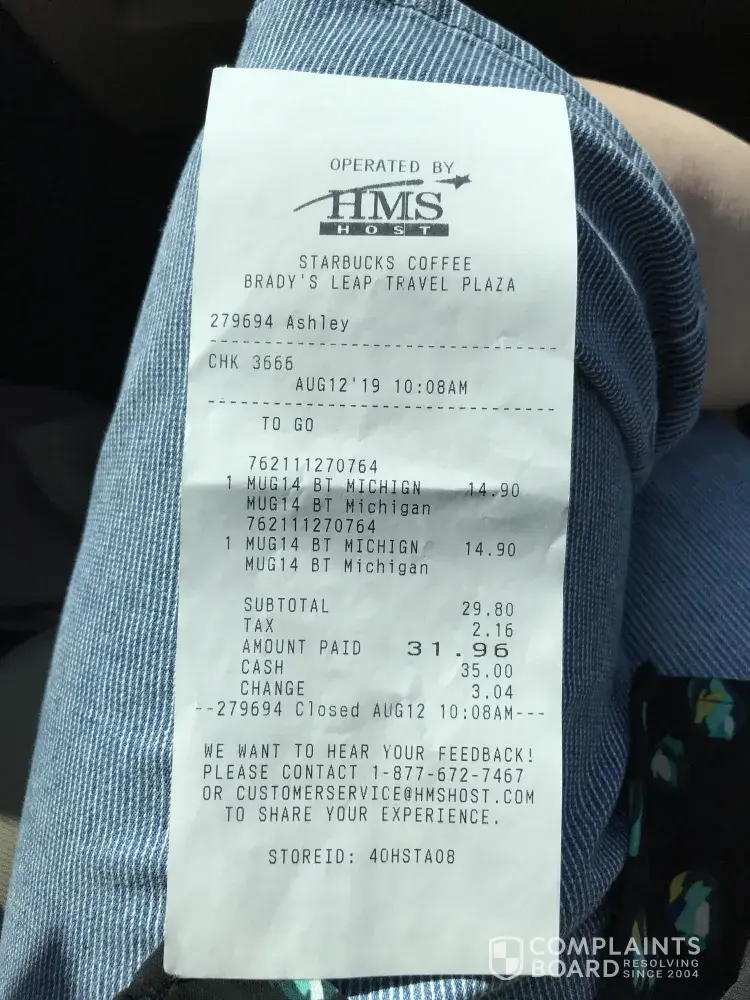 OPERATED BY
HMS
HOST
STARBUCKS COFFEE
BRADY'S LEAP TRAVEL PLAZA
279694 Ashley
CHK 3666
AUG12'19 10:08AM
TO GO
762111270764
1 MUG14 BT MICHIGN 14.90
MUG14 BT Michigan
762111270764
1 MUG14 BT MICHIGN 14.90
MUG14 BT Michigan
SUBTOTAL 29.80
TAX 2.16
AMOUNT PAID 31.96
CASH 35.00
CHANGE 3.04
--279694 Closed AUG12 10:08AM---
WE WANT TO HEAR YOUR FEEDBACK!
PLEASE CONTACT 1-877-672-7467
OR CUSTOMERSERVICE@HMSHOST.COM
TO SHARE YOUR EXPERIENCE.
STOREID: 40HSTA08
COMPLAINTS
BOARD RESOLVING
SINCE 2004